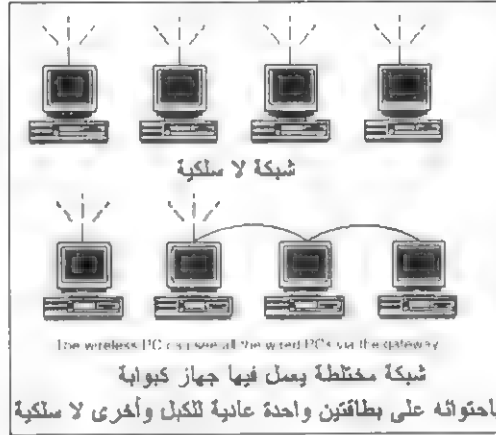 شبكة لا سلكية
The wireless PC can see all the wired PCs via the gateway
شبكة مختلطة يعمل فيها جهاز كبوابة
باحتوائه على بطاقتين واحدة عادية للكبل وأخرى لا سلكية